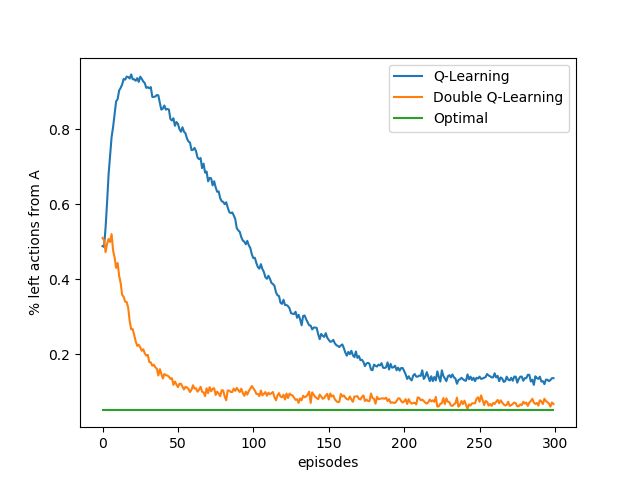 Q-Learning
Double Q-Learning
Optimal
0.8
0.6
0.4
0.2
% left actions from A
0 50 100 150 200 250 300
episodes